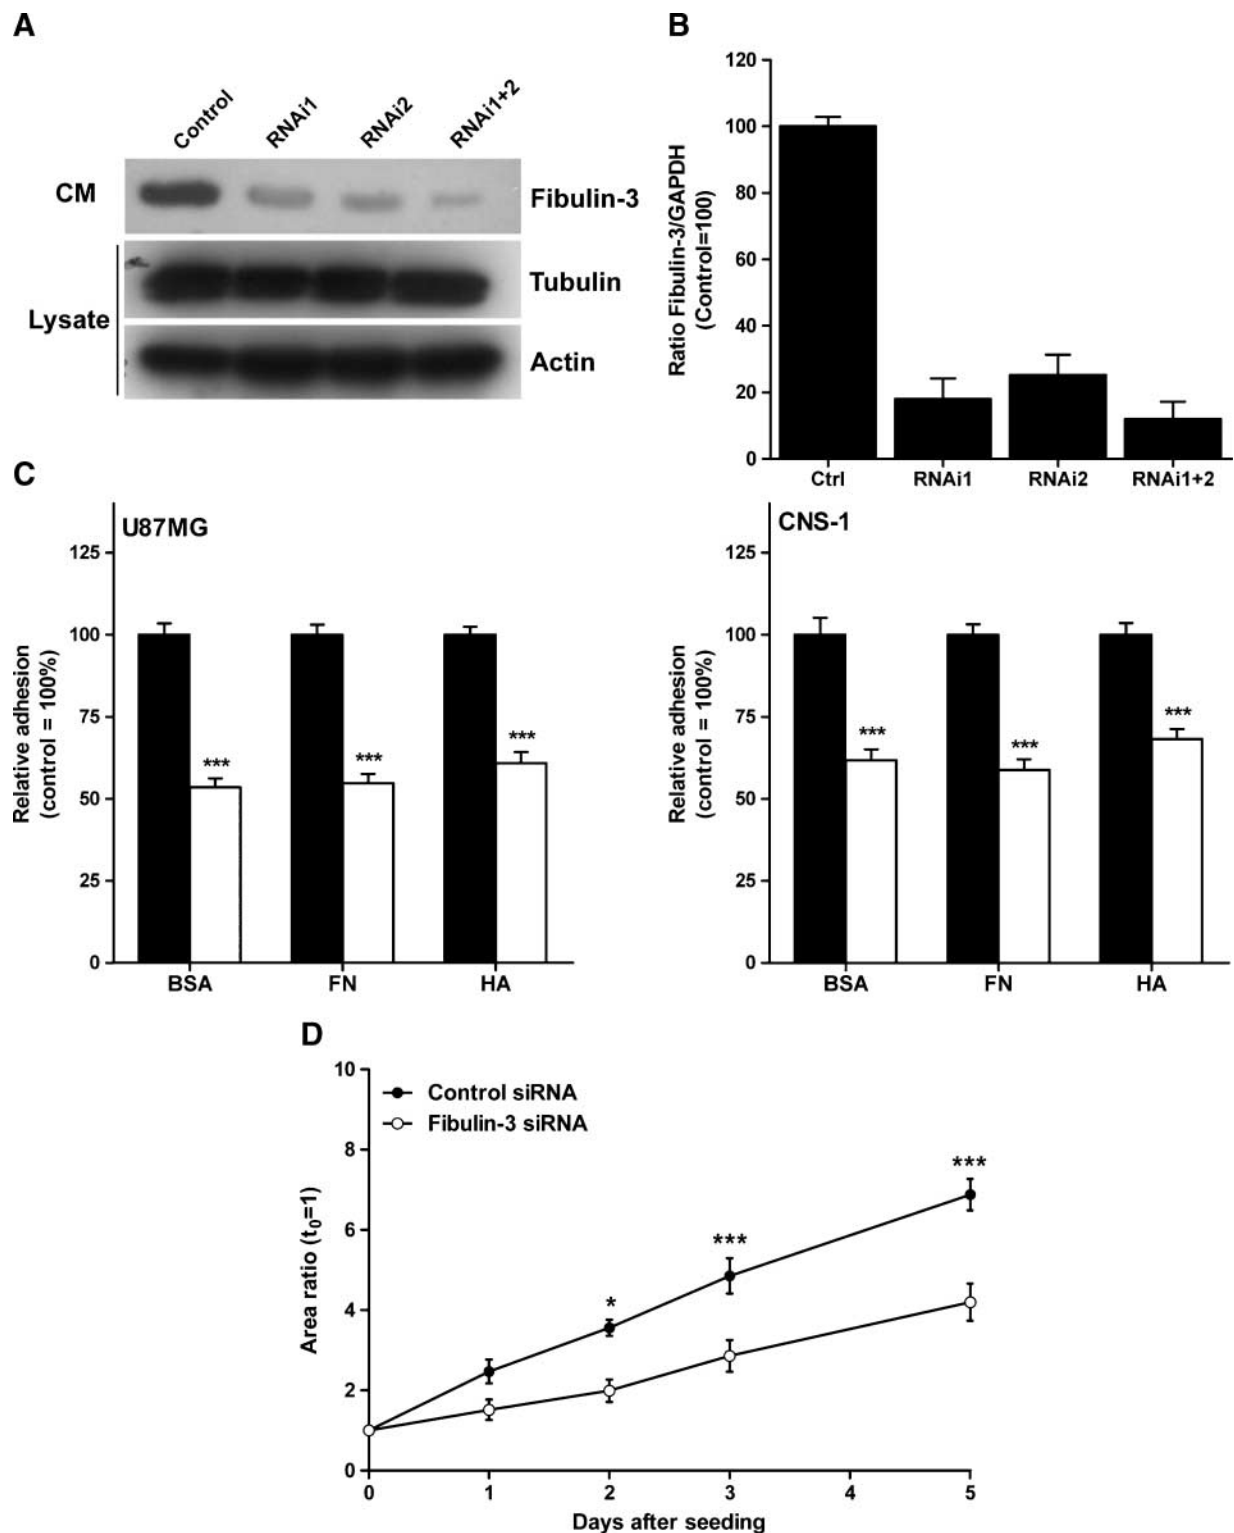 A
Control
RNAi1
RNAi2
RNAi1+2
CM
Fibulin-3
Tubulin
Lysate
Actin
B
Ratio Fibulin-3/GAPDH
(Control=100)
120
100
80
60
40
20
0
Ctrl
RNAi1
RNAi2
RNAi1+2
C
U87MG
Relative adhesion
(control = 100%)
125
100
75
50
25
0
***
***
***
BSA
FN
HA
CNS-1
Relative adhesion
(control = 100%)
125
100
75
50
25
0
***
***
***
BSA
FN
HA
D
Control siRNA
Fibulin-3 siRNA
Area ratio (t₀=1)
10
8
6
4
2
0
*
***
***
0
1
2
3
4
5
Days after seeding